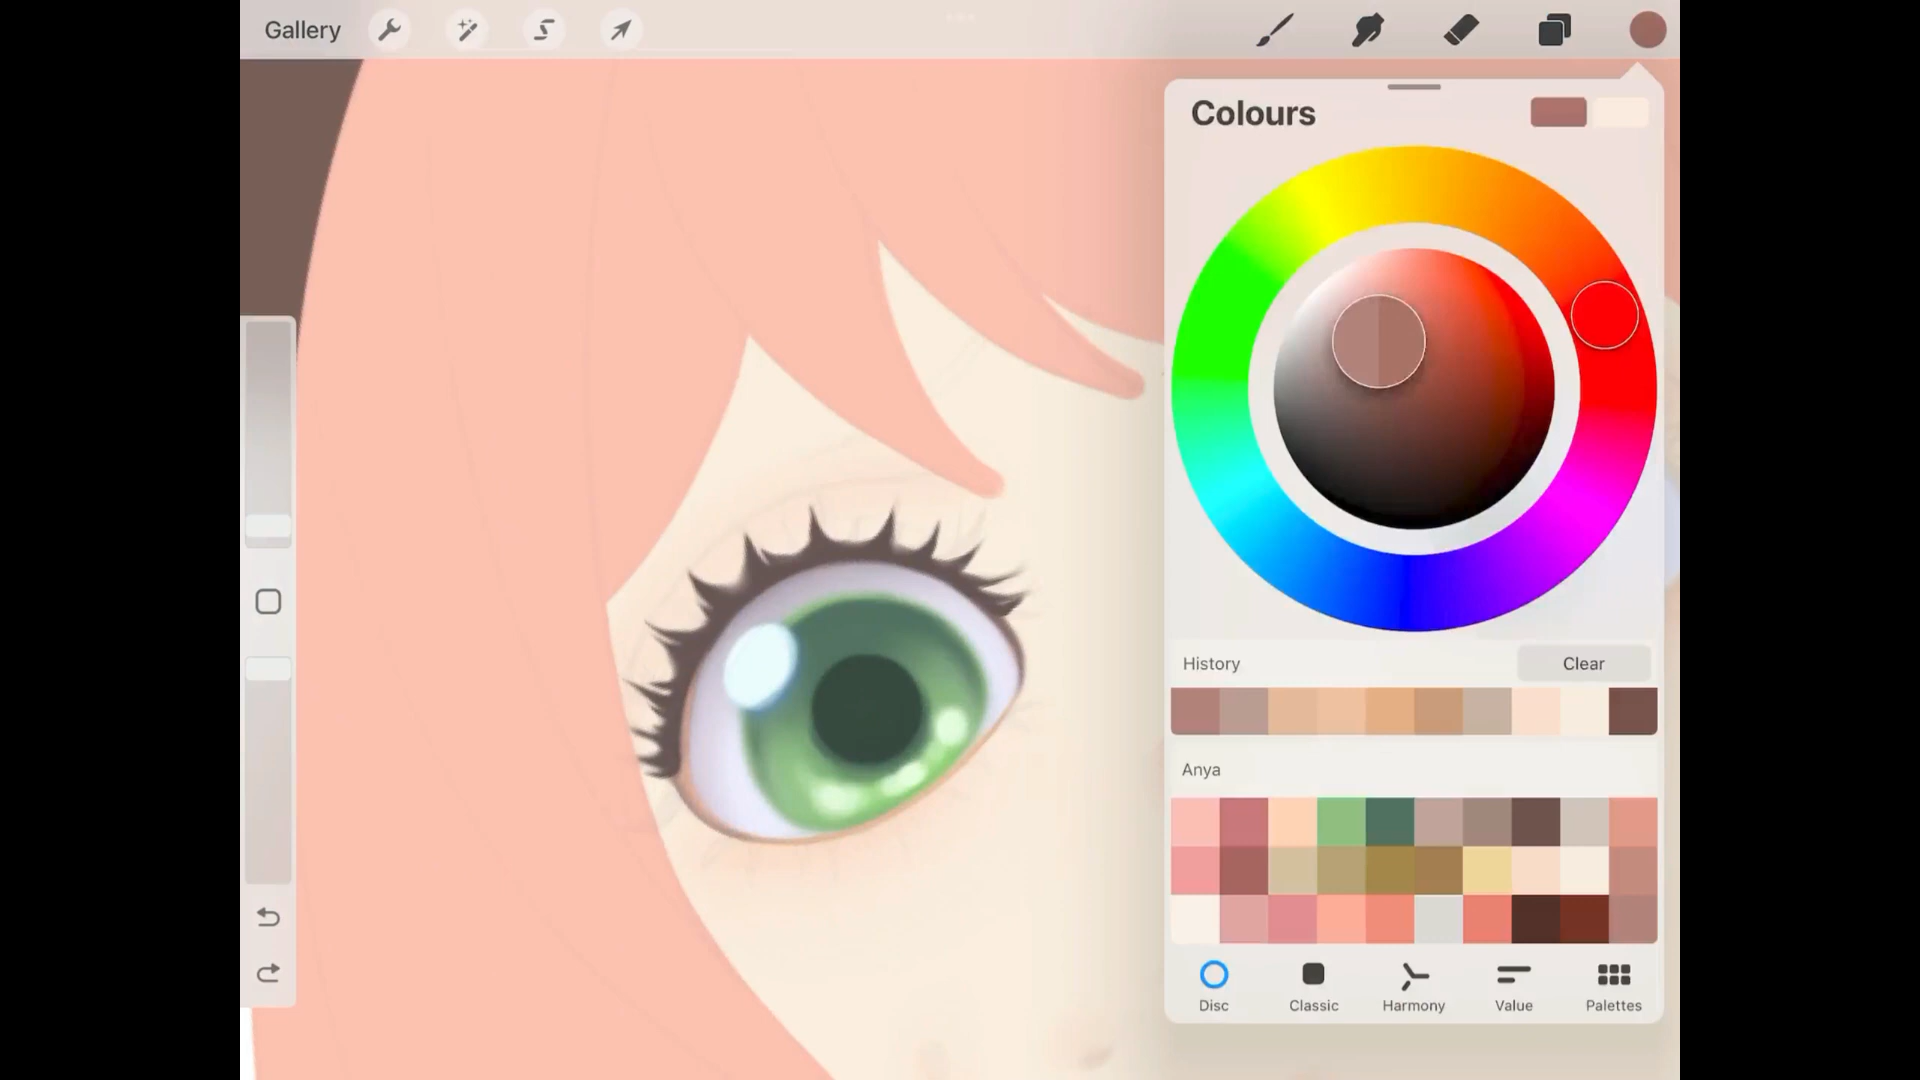 Gallery
Colours
History
Clear
Anya
Disc
Classic
Harmony
Value
Palettes